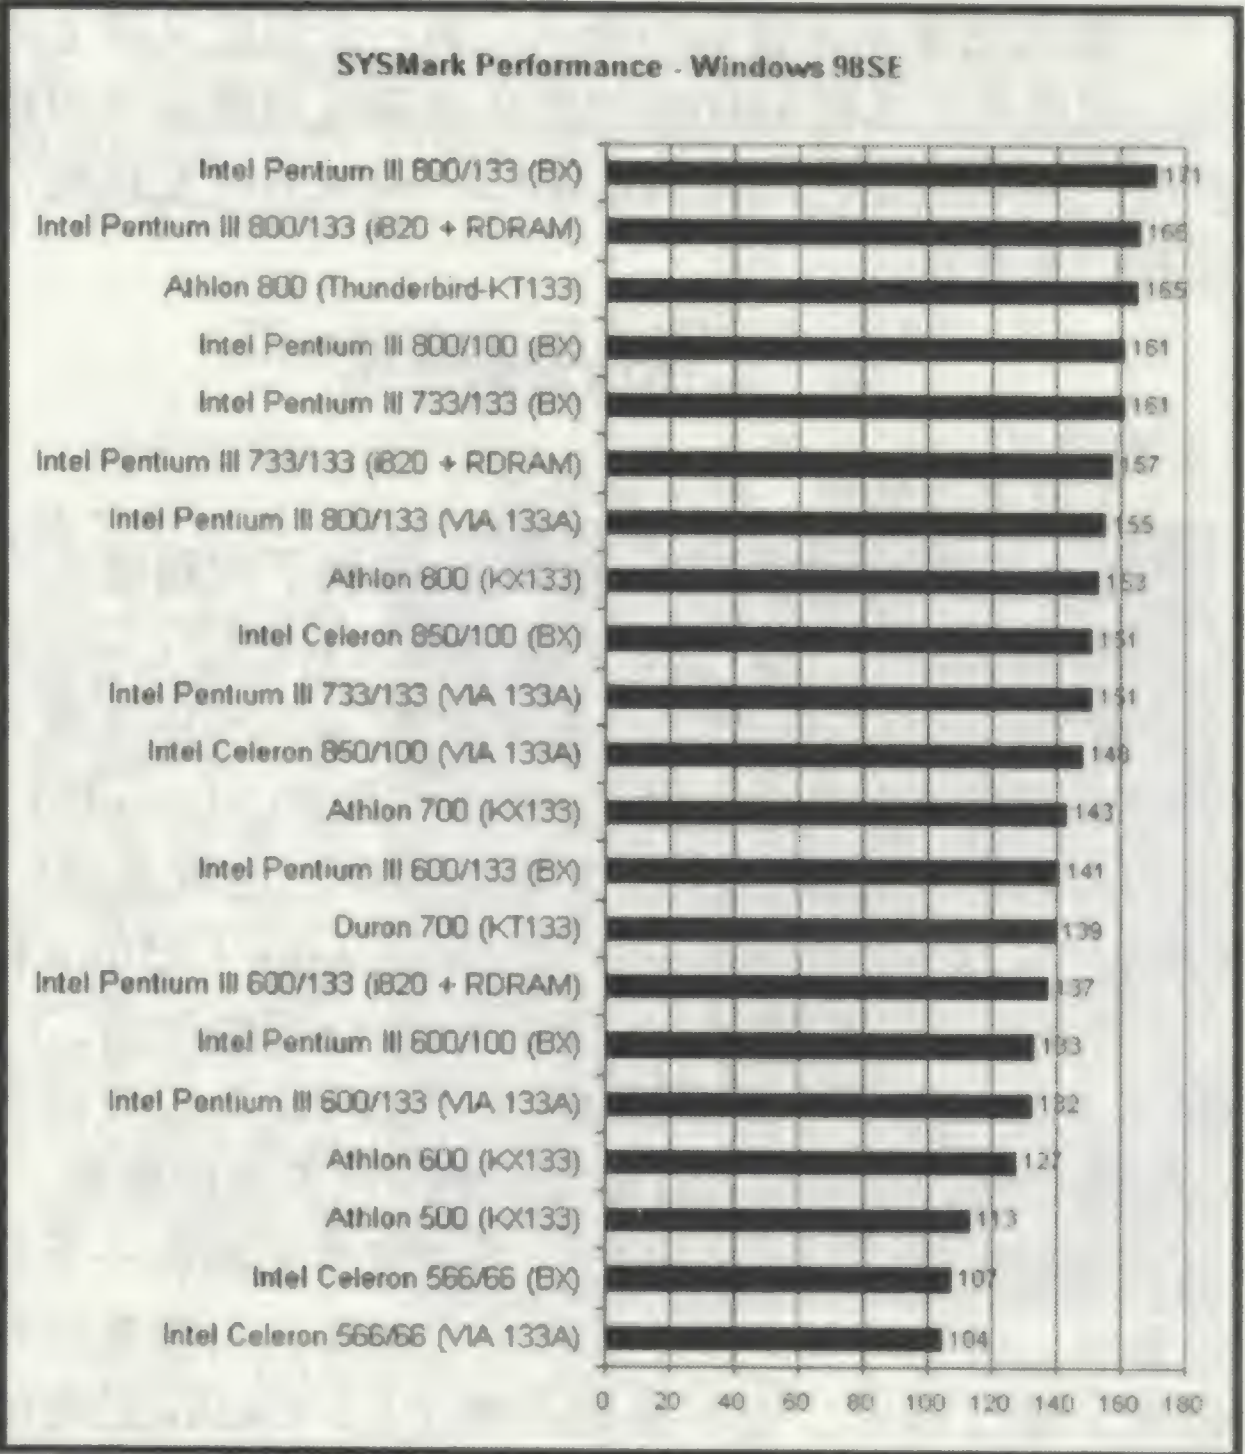 SYSMark Performance - Windows 98SE
Intel Pentium III 800/133 (BX) 171
Intel Pentium III 800/133 (i820 + RDRAM) 166
Athlon 800 (Thunderbird-KT133) 165
Intel Pentium III 800/100 (BX) 161
Intel Pentium III 733/133 (BX) 161
Intel Pentium III 733/133 (i820 + RDRAM) 157
Intel Pentium III 800/133 (VIA 133A) 155
Athlon 800 (KX133) 153
Intel Celeron 850/100 (BX) 151
Intel Pentium III 733/133 (VIA 133A) 151
Intel Celeron 850/100 (VIA 133A) 148
Athlon 700 (KX133) 143
Intel Pentium III 600/133 (BX) 141
Duron 700 (KT133) 139
Intel Pentium III 600/133 (i820 + RDRAM) 137
Intel Pentium III 600/100 (BX) 133
Intel Pentium III 600/133 (VIA 133A) 132
Athlon 600 (KX133) 127
Athlon 500 (KX133) 113
Intel Celeron 566/66 (BX) 107
Intel Celeron 566/66 (VIA 133A) 104
0 20 40 60 80 100 120 140 160 180